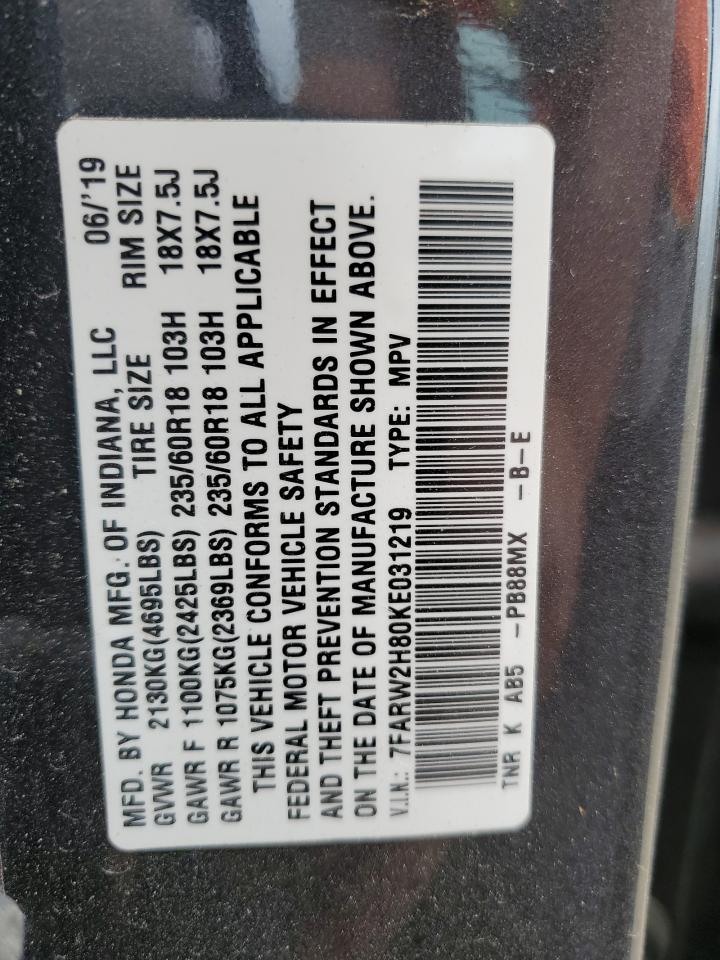 MFD. BY HONDA MFG. OF INDIANA, LLC 06/'19
GVWR 2130KG(4695LBS) TIRE SIZE RIM SIZE
GAWR F 1100KG(2425LBS) 235/60R18 103H 18X7.5J
GAWR R 1075KG(2369LBS) 235/60R18 103H 18X7.5J
THIS VEHICLE CONFORMS TO ALL APPLICABLE
FEDERAL MOTOR VEHICLE SAFETY
AND THEFT PREVENTION STANDARDS IN EFFECT
ON THE DATE OF MANUFACTURE SHOWN ABOVE.
V.I.N.: 7FARW2H80KE031219 TYPE: MPV
TNR K AB5 -PB88MX -B-E